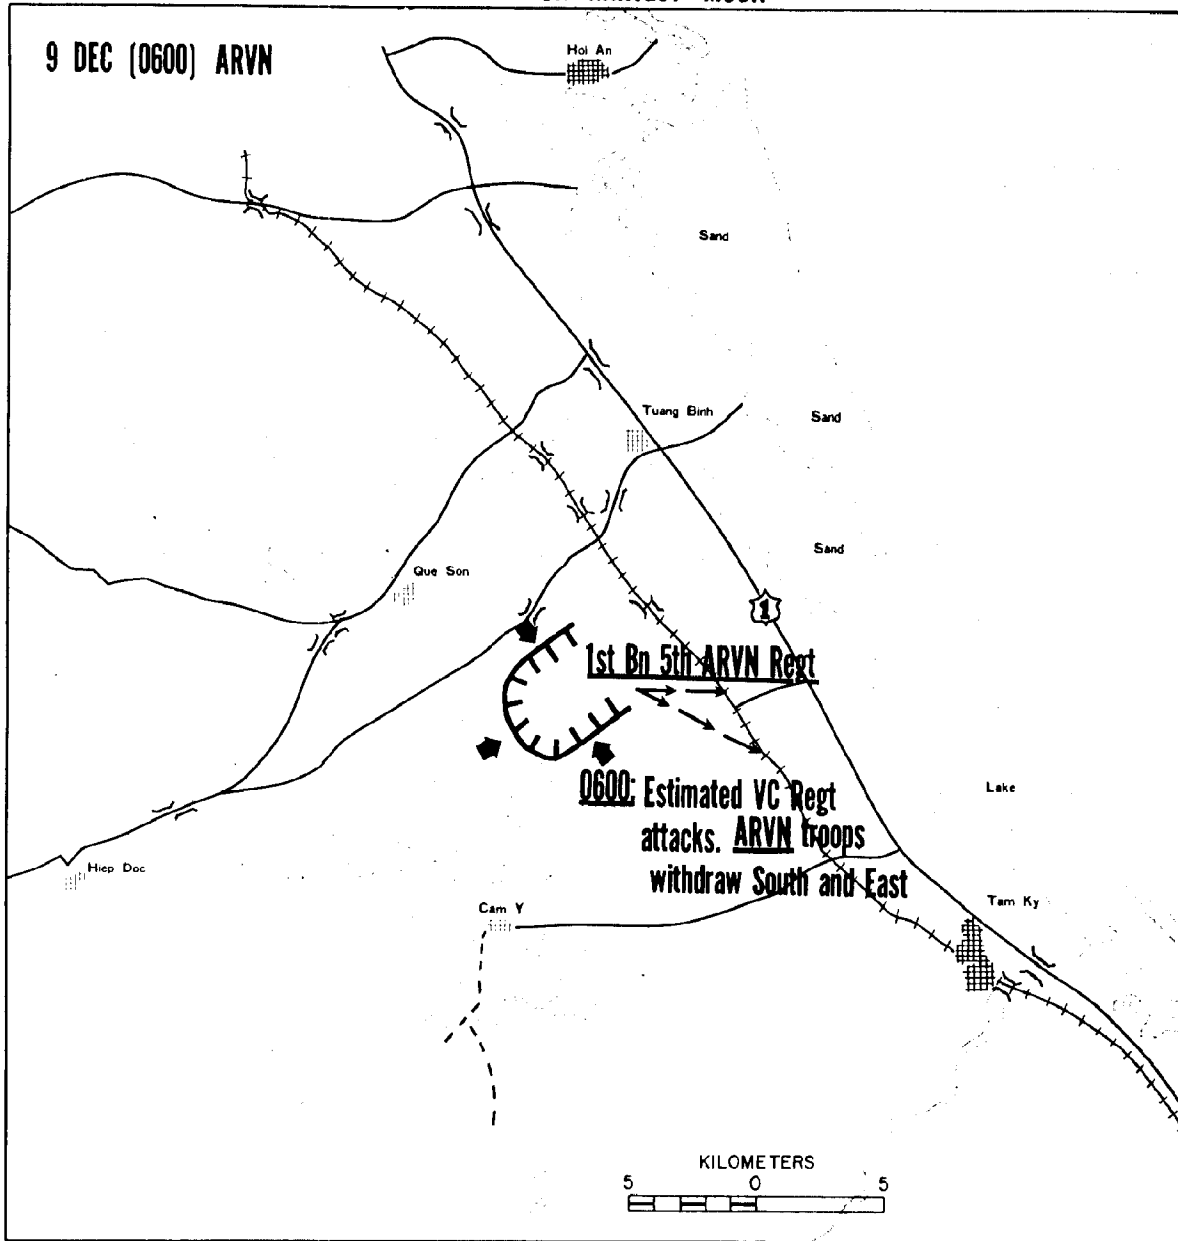 9 DEC (0600) ARVN
Hoi An
Sand
Tuang Binh
Sand
Sand
Que Son
1
1st Bn 5th ARVN Regt
0600: Estimated VC Regt
attacks. ARVN troops
withdraw South and East
Lake
Hiep Doc
Cam Y
Tam Ky
KILOMETERS
5 0 5